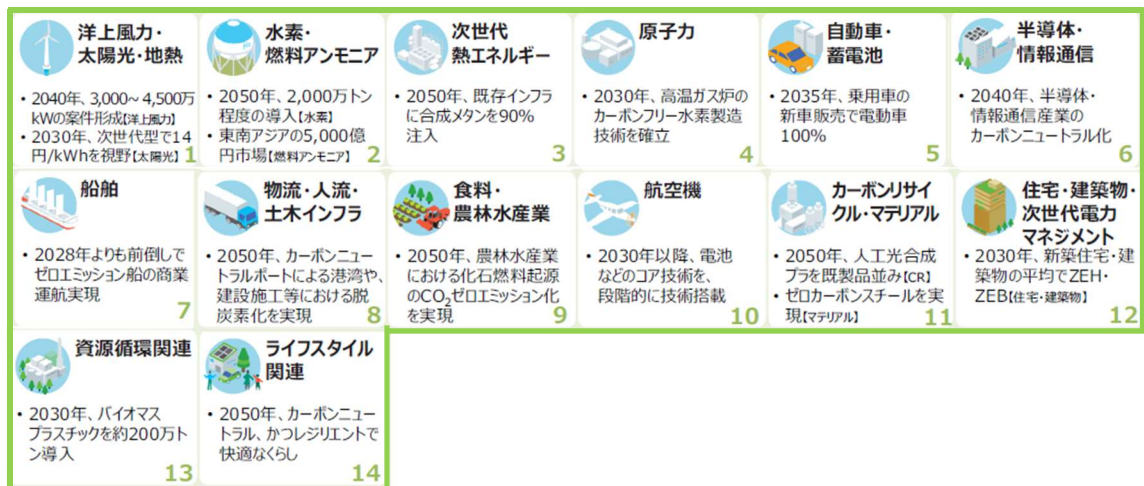 洋上風力・
太陽光・地熱
・2040年、3,000～4,500万
kWの案件形成【洋上風力】
・2030年、次世代型で14
円/kWhを視野【太陽光】
1
水素・
燃料アンモニア
・2050年、2,000万トン
程度の導入【水素】
・東南アジアの5,000億
円市場【燃料アンモニア】
2
次世代
熱エネルギー
・2050年、既存インフラ
に合成メタンを90%
注入
3
原子力
・2030年、高温ガス炉の
カーボンフリー水素製造
技術を確立
4
自動車・
蓄電池
・2035年、乗用車の
新車販売で電動車
100%
5
半導体・
情報通信
・2040年、半導体・
情報通信産業の
カーボンニュートラル化
6
船舶
・2028年よりも前倒しで
ゼロエミッション船の商業
運航実現
7
物流・人流・
土木インフラ
・2050年、カーボンニュー
トラルポートによる港湾や、
建設施工等における脱
炭素化を実現
8
食料・
農林水産業
・2050年、農林水産業
における化石燃料起源
のCO₂ゼロエミッション化
を実現
9
航空機
・2030年以降、電池
などのコア技術を、
段階的に技術搭載
10
カーボンリサイ
クル・マテリアル
・2050年、人工光合成
プラを既製品並み【CR】
・ゼロカーボンスチールを実
現【マテリアル】
11
住宅・建築物・
次世代電力
マネジメント
・2030年、新築住宅・建
築物の平均でZEH・
ZEB【住宅・建築物】
12
資源循環関連
・2030年、バイオマス
プラスチックを約200万ト
ン導入
13
ライフスタイル
関連
・2050年、カーボンニュー
トラル、かつレジリエントで
快適なくらし
14